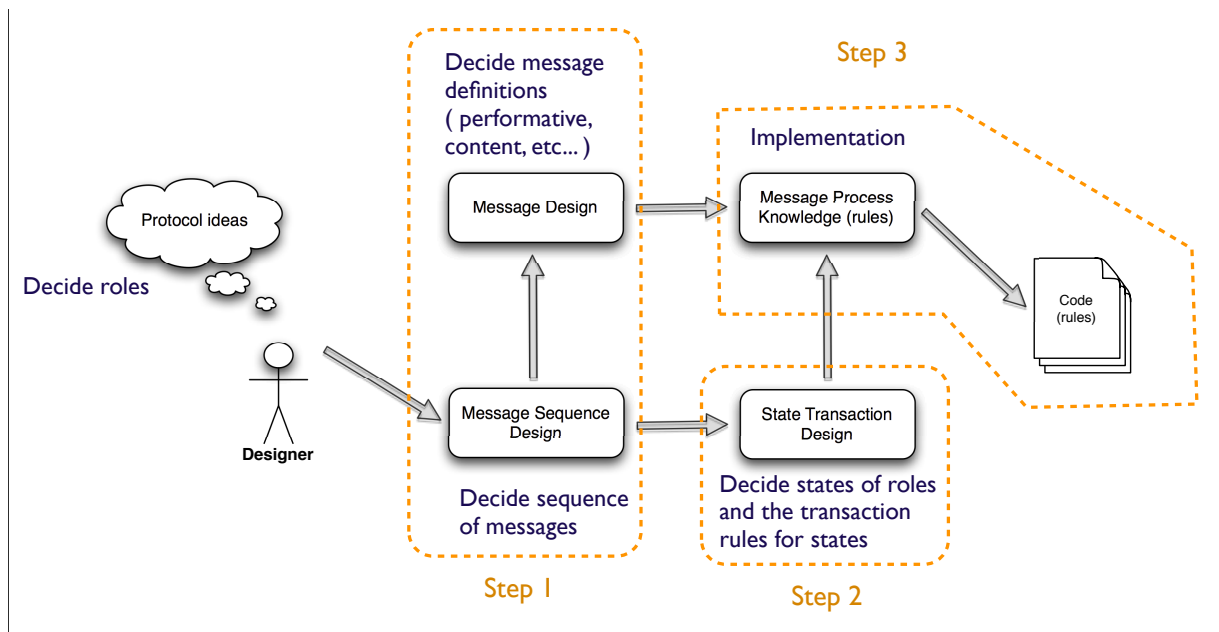 Step 3
Decide message
definitions
( performative,
content, etc... )
Implementation
Protocol ideas
Message Design
Message Process
Knowledge (rules)
Decide roles
Code
(rules)
Message Sequence
Design
State Transaction
Design
Designer
Decide sequence
of messages
Decide states of roles
and the transaction
rules for states
Step 1
Step 2